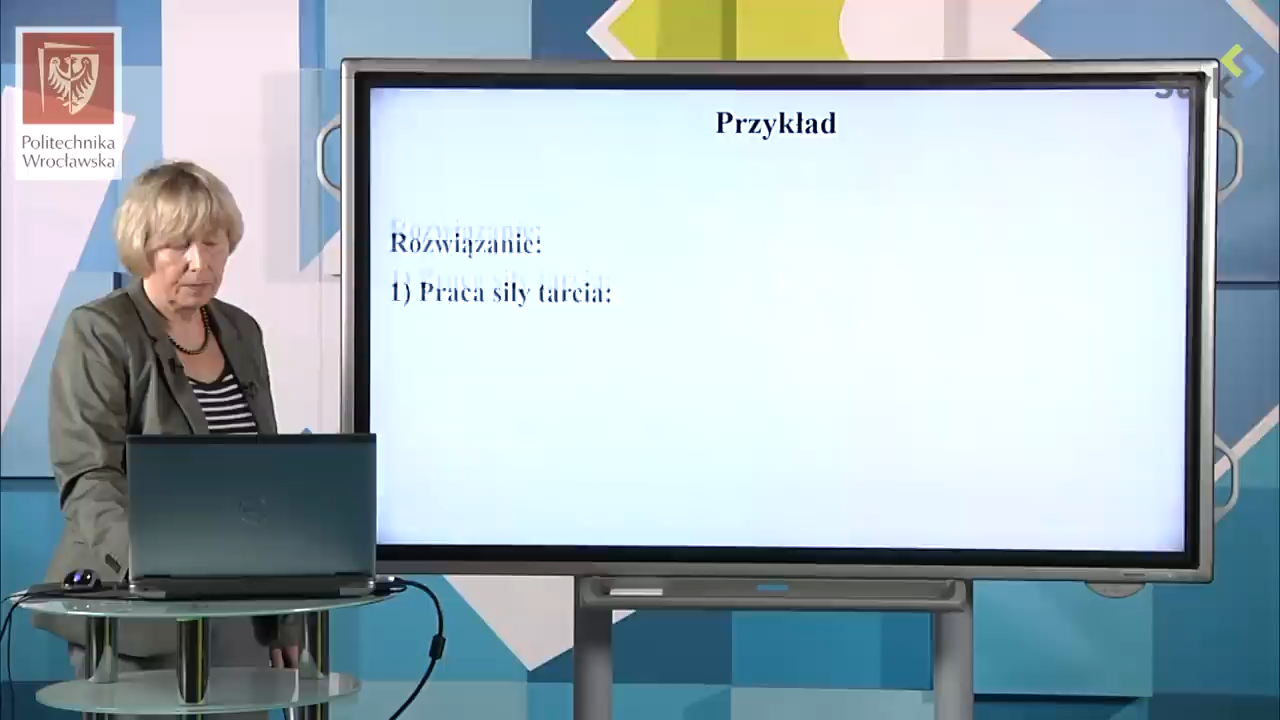 Politechnika
Wrocławska
Przykład
Rozwiązanie:
1) Praca siły tarcia: